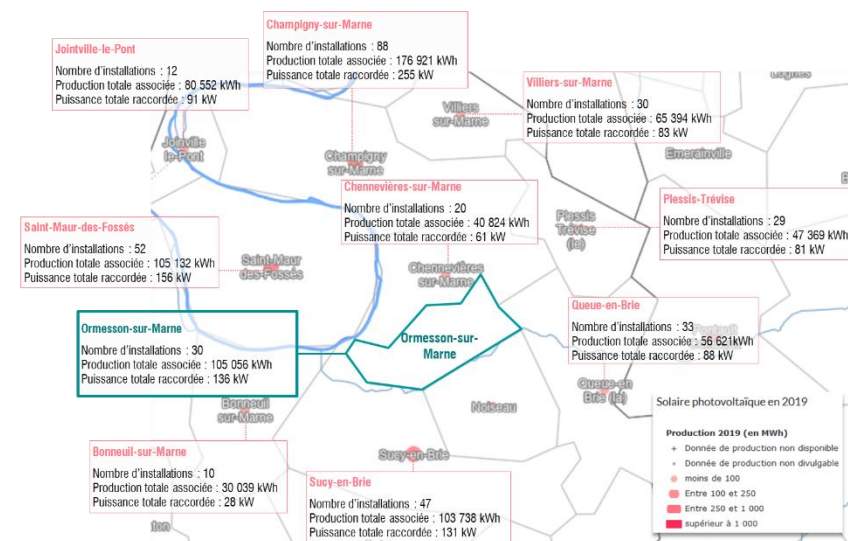 Champigny-sur-Marne
Nombre d'installations : 88
Production totale associée : 176 921 kWh
Puissance totale raccordée : 255 kW
Jointville-le-Pont
Nombre d'installations : 12
Production totale associée : 80 552 kWh
Puissance totale raccordée : 91 kW
Villiers-sur-Marne
Nombre d'installations : 30
Production totale associée : 65 394 kWh
Puissance totale raccordée : 83 kW
Lognes
Villiers
sur-Marne
Joinville
le-Pont
Champigny
sur-Marne
Emerainville
Chennevières-sur-Marne
Nombre d'installations : 20
Production totale associée : 40 824 kWh
Puissance totale raccordée : 61 kW
Plessis-Trévise
Nombre d'installations : 29
Production totale associée : 47 369 kWh
Puissance totale raccordée : 81 kW
Plessis
Trévise
(le)
Saint-Maur-des-Fossés
Nombre d'installations : 52
Production totale associée : 105 132 kWh
Puissance totale raccordée : 156 kW
Saint-Maur
des-Fossés
Chennevières
sur-Marne
Queue-en-Brie
Nombre d'installations : 33
Production totale associée : 56 621kWh
Puissance totale raccordée : 88 kW
Pontault
Ormesson-sur-Marne
Nombre d'installations : 30
Production totale associée : 105 056 kWh
Puissance totale raccordée : 136 kW
Ormesson-sur-
Marne
Queue-en
Brie (la)
Bonneuil
sur-Marne
Noiseau
Solaire photovoltaïque en 2019
Production 2019 (en MWh)
Donnée de production non disponible
Donnée de production non divulgable
moins de 100
Entre 100 et 250
Entre 250 et 1 000
supérieur à 1 000
Bonneuil-sur-Marne
Nombre d'installations : 10
Production totale associée : 30 039 kWh
Puissance totale raccordée : 28 kW
Sucy-en-Brie
Sucy-en-Brie
Nombre d'installations : 47
Production totale associée : 103 738 kWh
Puissance totale raccordée : 131 kW
ton